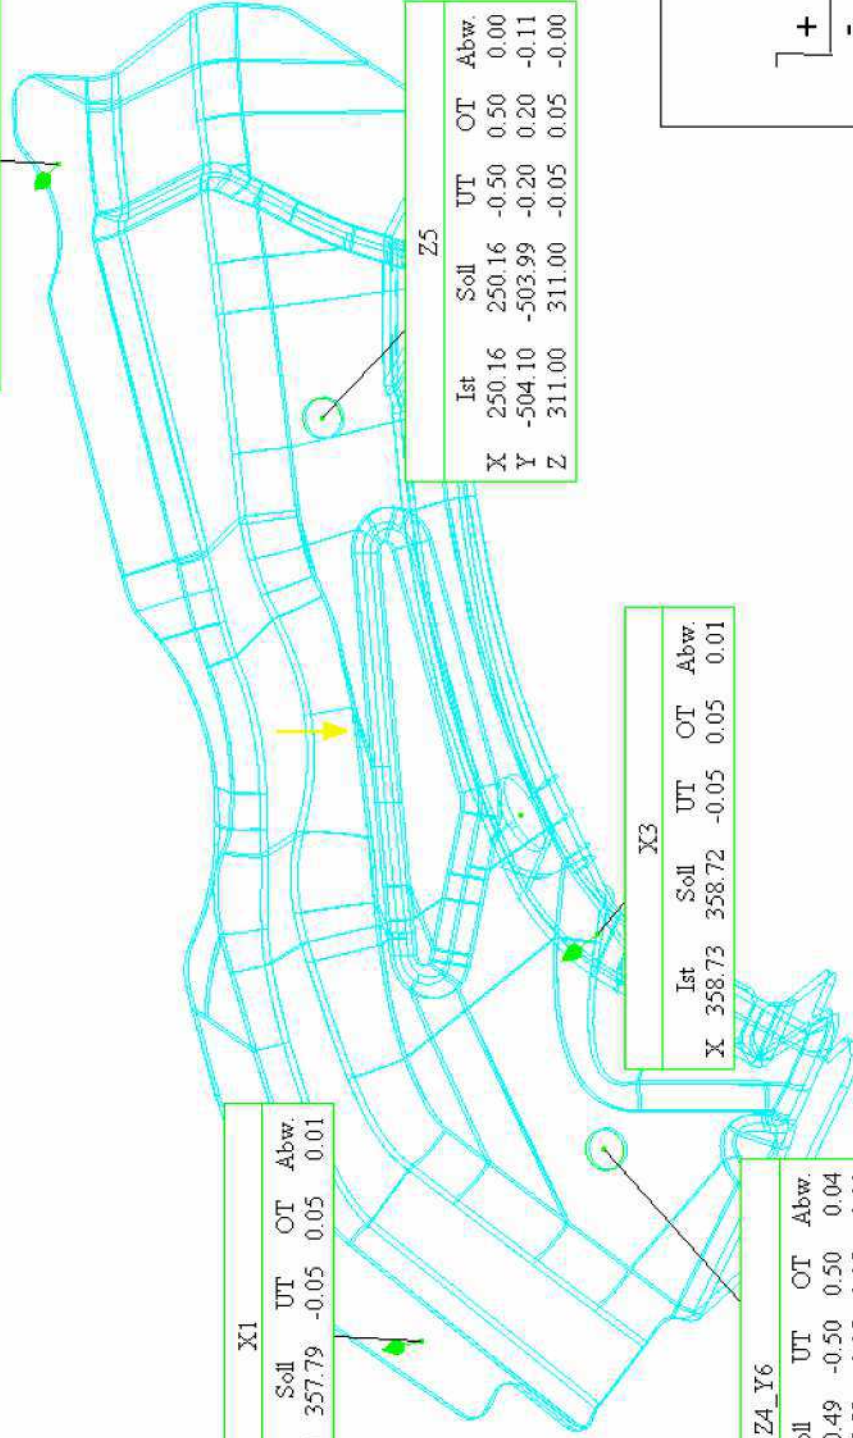 Z5
Ist Soll UT OT Abw.
X 250.16 250.16 -0.50 0.50 0.00
Y -504.10 -503.99 -0.20 0.20 -0.11
Z 311.00 311.00 -0.05 0.05 -0.00
X3
Ist Soll UT OT Abw.
X 358.73 358.72 -0.05 0.05 0.01
X1
Soll UT OT Abw.
357.79 -0.05 0.05 0.01
Z4_Y6
UT OT Abw.
-0.50 0.50 0.04
+
-